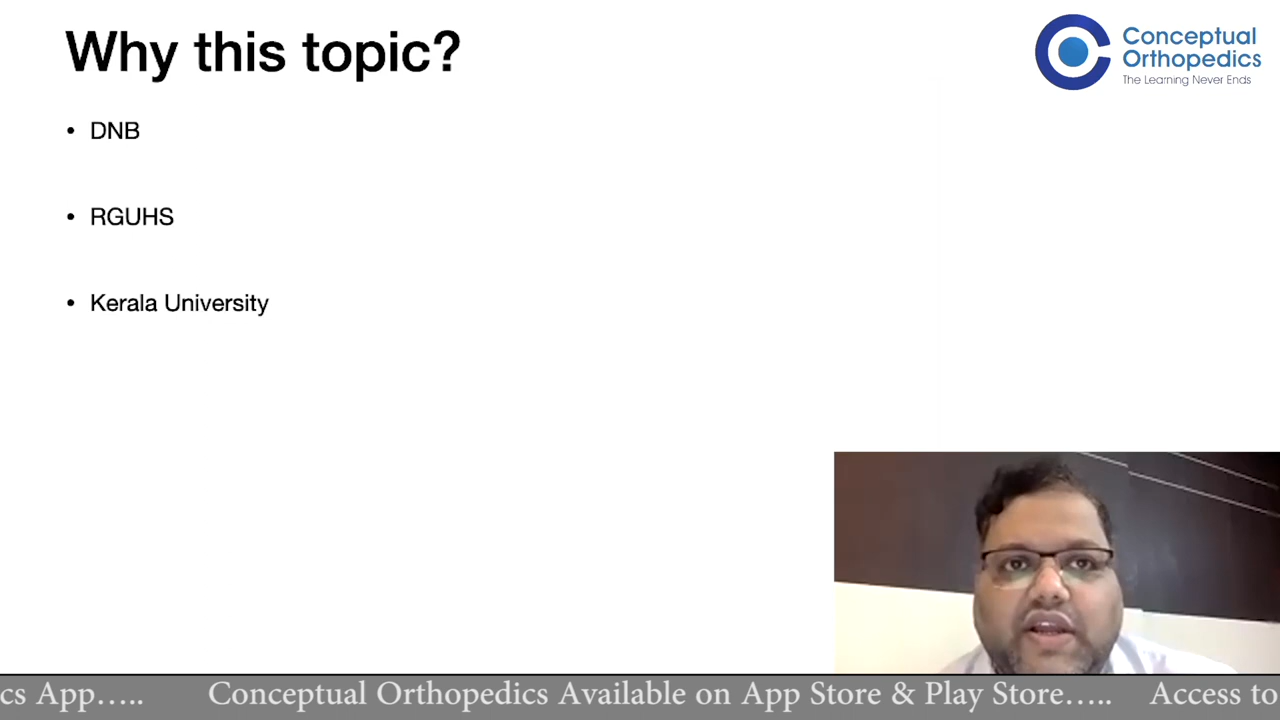 Why this topic?
Conceptual
Orthopedics
The Learning Never Ends
• DNB
• RGUHS
• Kerala University
cs App..... Conceptual Orthopedics Available on App Store & Play Store..... Access to